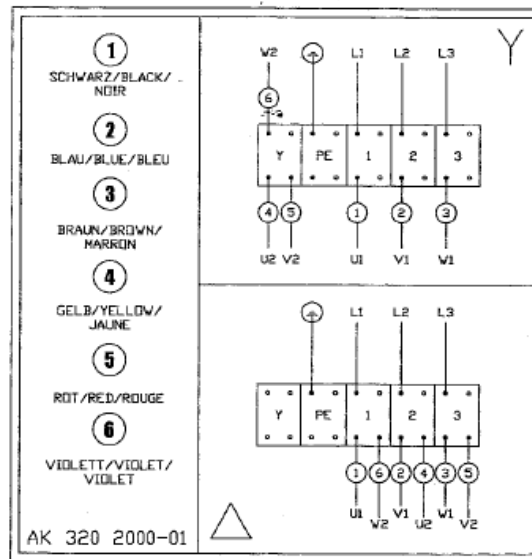 1
SCHWARZ/BLACK/
NOIR
2
BLAU/BLUE/BLEU
3
BRAUN/BROWN/
MARRON
4
GELB/YELLOW/
JAUNE
5
ROT/RED/ROUGE
6
VIOLETT/VIOLET/
VIOLET
AK 320 2000-01
Y
W2 L1 L2 L3
6
Y PE 1 2 3
4 5 1 2 3
U2 V2 U1 V1 W1
L1 L2 L3
Y PE 1 2 3
1 6 2 4 3 5
U1 V1 W1
W2 U2 V2